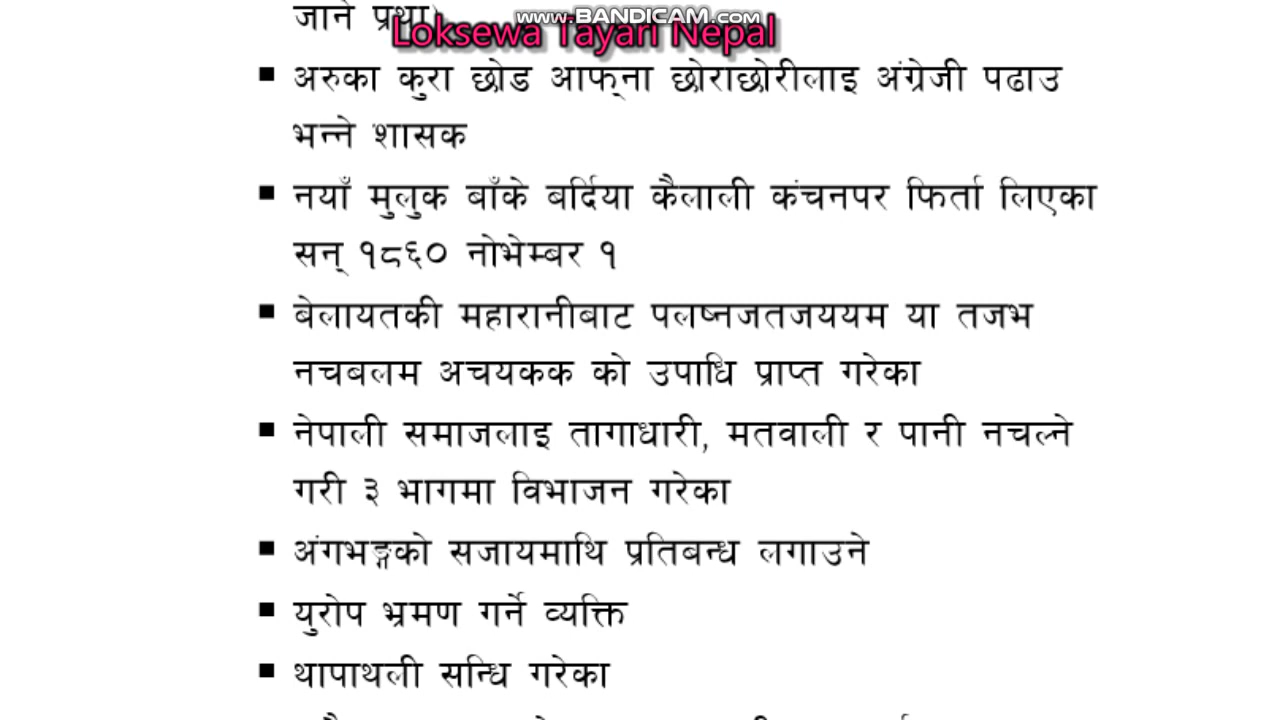 www.BANDICAM.com
जाने प्रथा।
Loksewa Tayari Nepal
▪ अरुका कुरा छोड आफ्ना छोराछोरीलाइ अंग्रेजी पढाउ
भन्ने शासक
▪ नयाँ मुलुक बाँके बर्दिया कैलाली कंचनपर फिर्ता लिएका
सन् १८६० नोभेम्बर १
▪ बेलायतकी महारानीबाट पलष्नजतजययम या तजभ
नचबलम अचयकक को उपाधि प्राप्त गरेका
▪ नेपाली समाजलाइ तागाधारी, मतवाली र पानी नचल्ने
गरी ३ भागमा विभाजन गरेका
▪ अंगभङ्गको सजायमाथि प्रतिबन्ध लगाउने
▪ युरोप भ्रमण गर्ने व्यक्ति
▪ थापाथली सन्धि गरेका